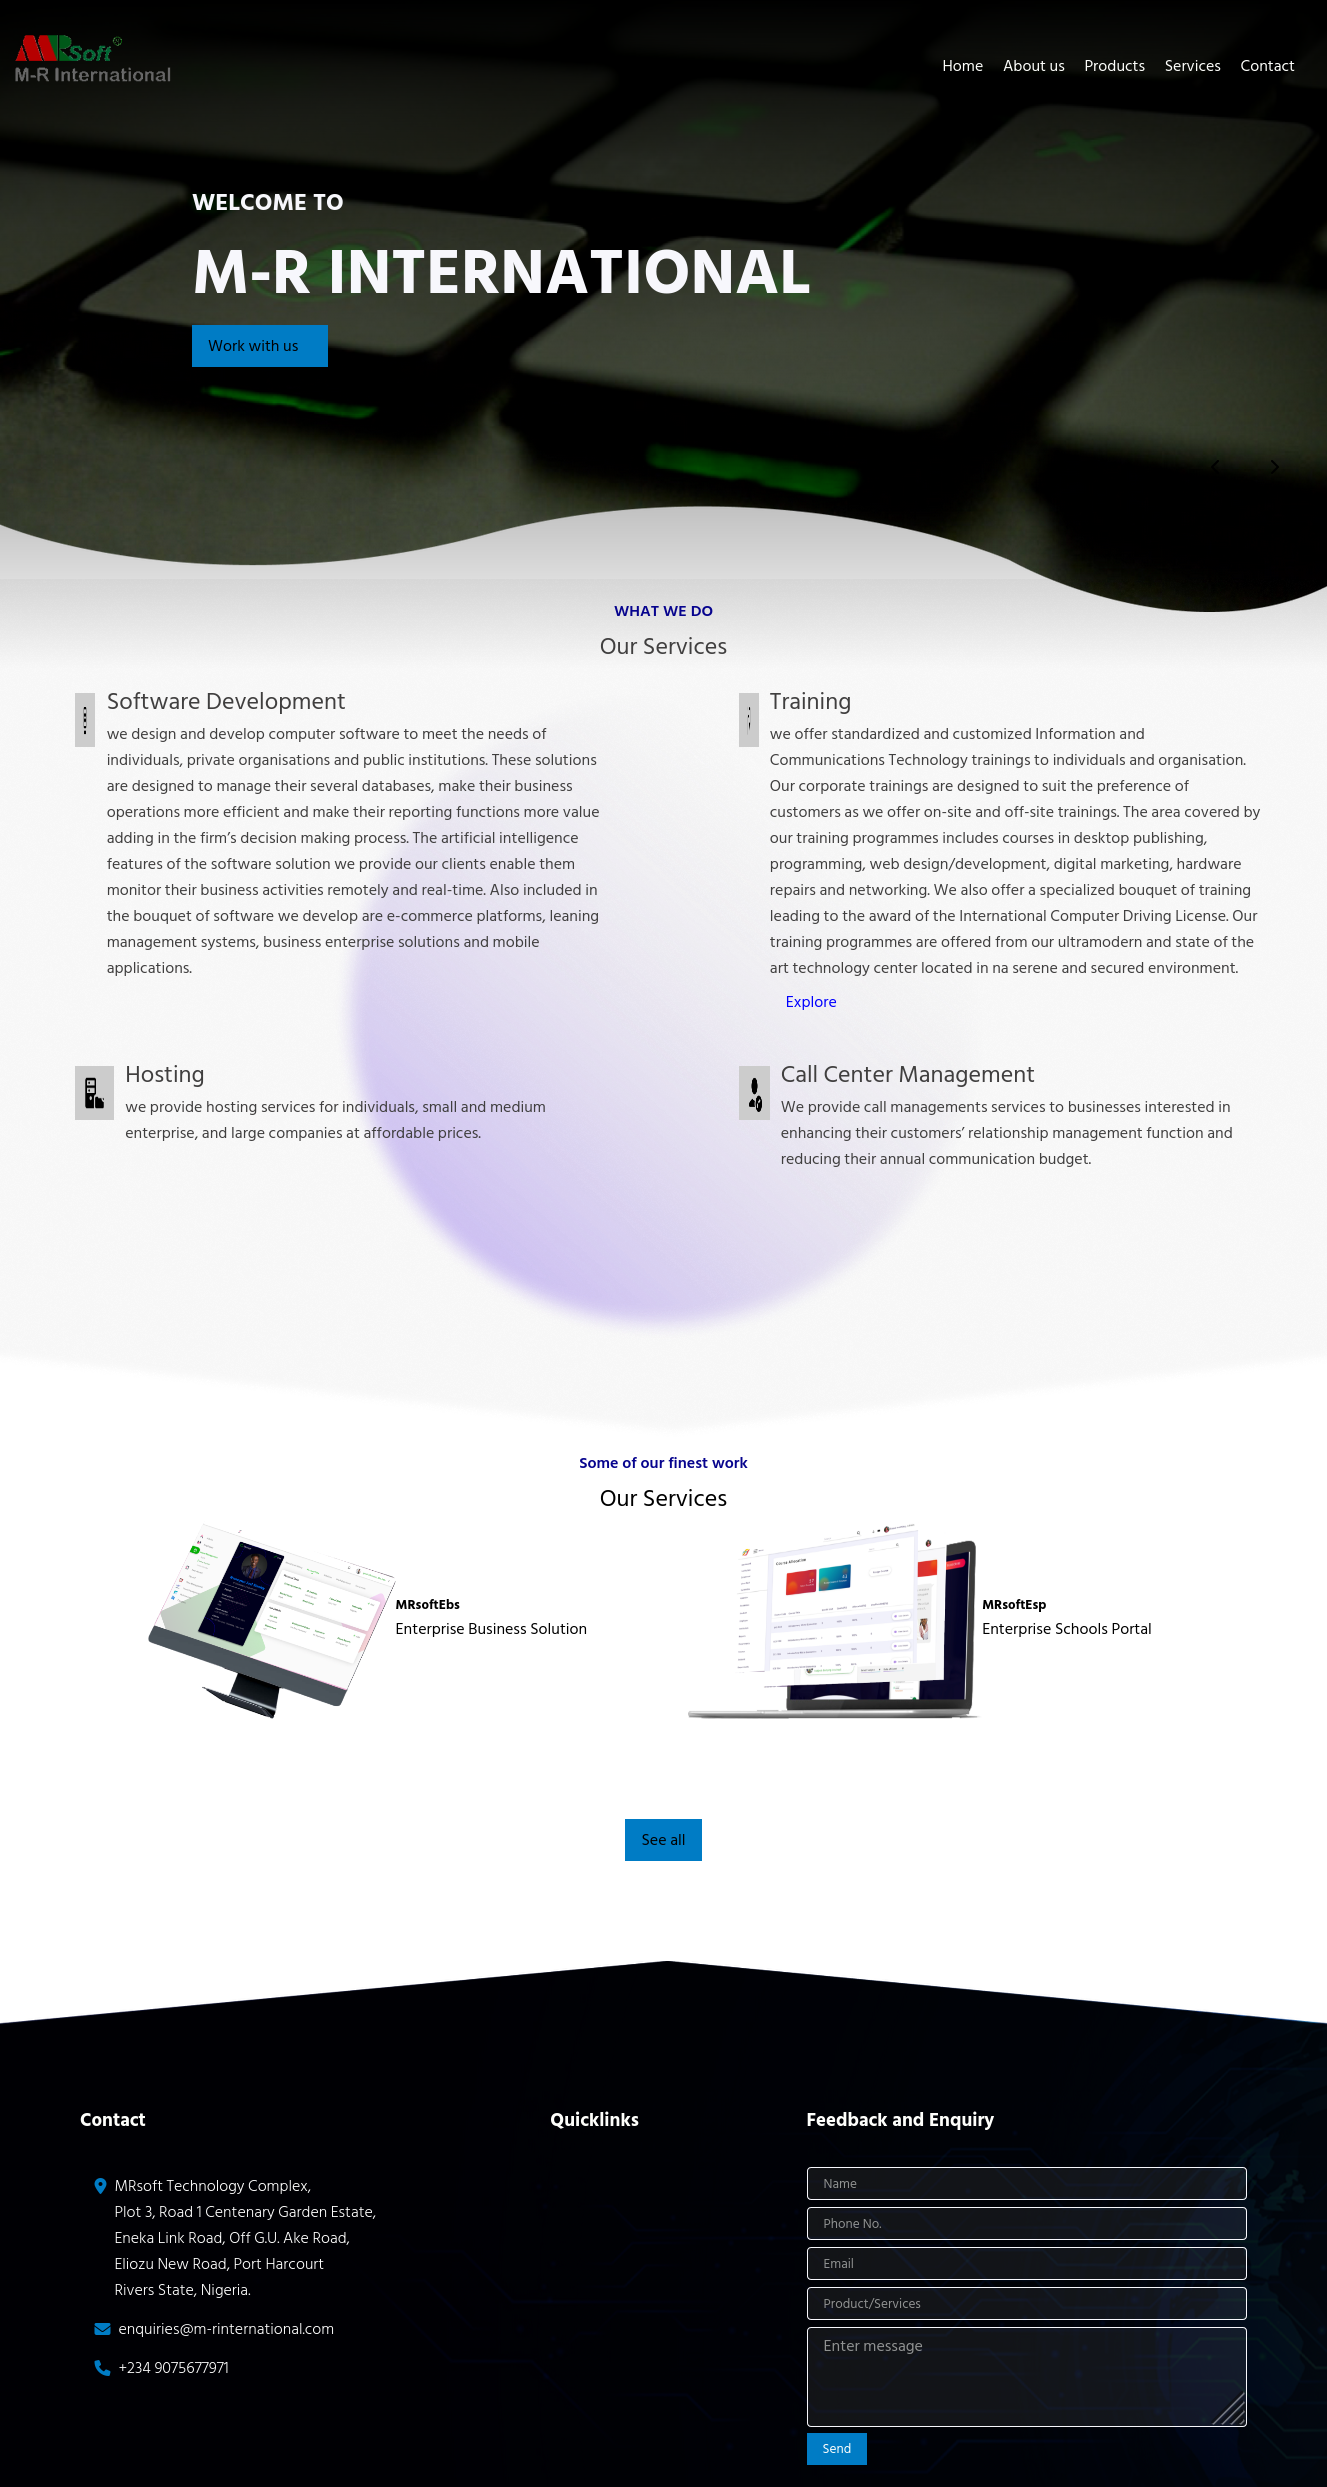 MRSoft
M-R International
Home About us Products Services Contact
WELCOME TO
M-R INTERNATIONAL
Work with us
WHAT WE DO
Our Services
Software Development
we design and develop computer software to meet the needs of
individuals, private organisations and public institutions. These solutions
are designed to manage their several databases, make their business
operations more efficient and make their reporting functions more value
adding in the firm’s decision making process. The artificial intelligence
features of the software solution we provide our clients enable them
monitor their business activities remotely and real-time. Also included in
the bouquet of software we develop are e-commerce platforms, leaning
management systems, business enterprise solutions and mobile
applications.
Training
we offer standardized and customized Information and
Communications Technology trainings to individuals and organisation.
Our corporate trainings are designed to suit the preference of
customers as we offer on-site and off-site trainings. The area covered by
our training programmes includes courses in desktop publishing,
programming, web design/development, digital marketing, hardware
repairs and networking. We also offer a specialized bouquet of training
leading to the award of the International Computer Driving License. Our
training programmes are offered from our ultramodern and state of the
art technology center located in na serene and secured environment.
Explore
Hosting
we provide hosting services for individuals, small and medium
enterprise, and large companies at affordable prices.
Call Center Management
We provide call managements services to businesses interested in
enhancing their customers’ relationship management function and
reducing their annual communication budget.
Some of our finest work
Our Services
MRsoftEbs
Enterprise Business Solution
MRsoftEsp
Enterprise Schools Portal
See all
Contact
MRsoft Technology Complex,
Plot 3, Road 1 Centenary Garden Estate,
Eneka Link Road, Off G.U. Ake Road,
Eliozu New Road, Port Harcourt
Rivers State, Nigeria.
enquiries@m-rinternational.com
+234 9075677971
Quicklinks
Feedback and Enquiry
Name
Phone No.
Email
Product/Services
Enter message
Send